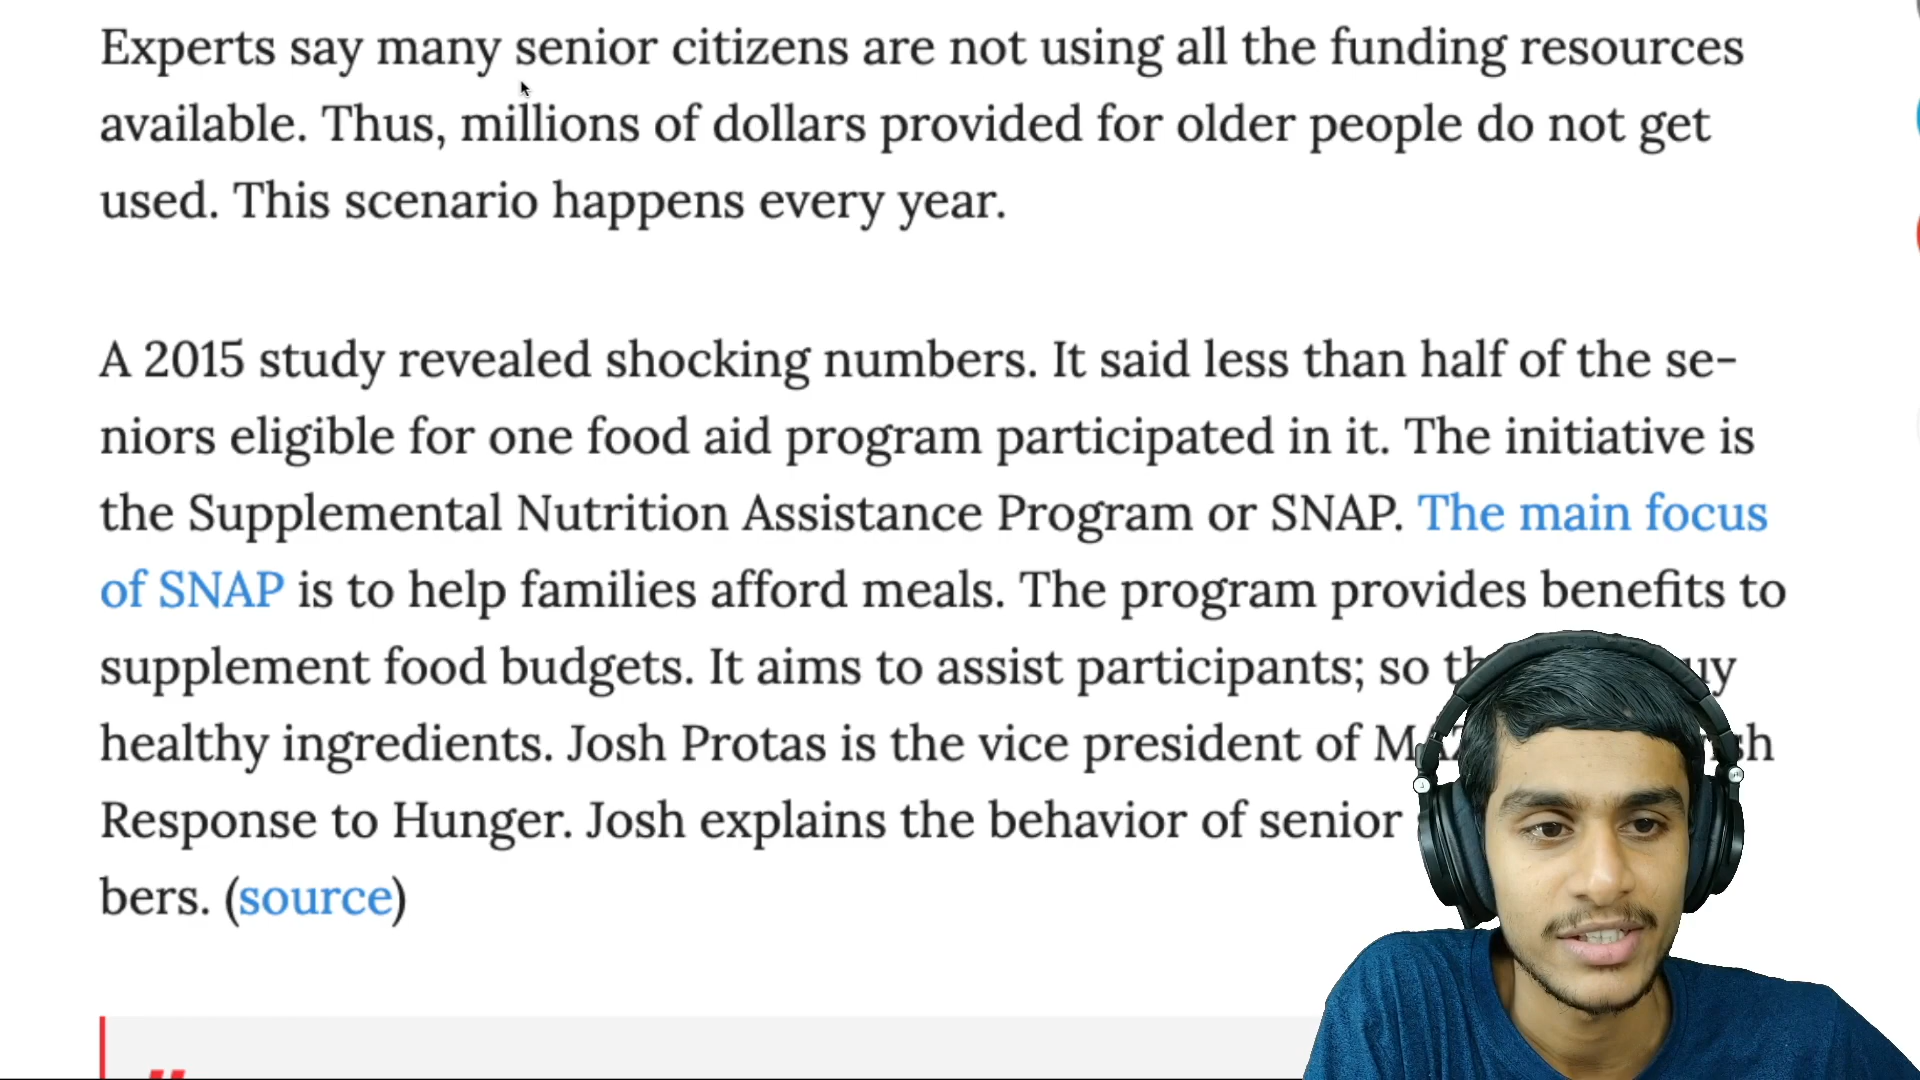 Experts say many senior citizens are not using all the funding resources
available. Thus, millions of dollars provided for older people do not get
used. This scenario happens every year.
A 2015 study revealed shocking numbers. It said less than half of the se-
niors eligible for one food aid program participated in it. The initiative is
the Supplemental Nutrition Assistance Program or SNAP. The main focus
of SNAP is to help families afford meals. The program provides benefits to
supplement food budgets. It aims to assist participants; so
healthy ingredients. Josh Protas is the vice president of
Response to Hunger. Josh explains the behavior of senior
bers. (source)